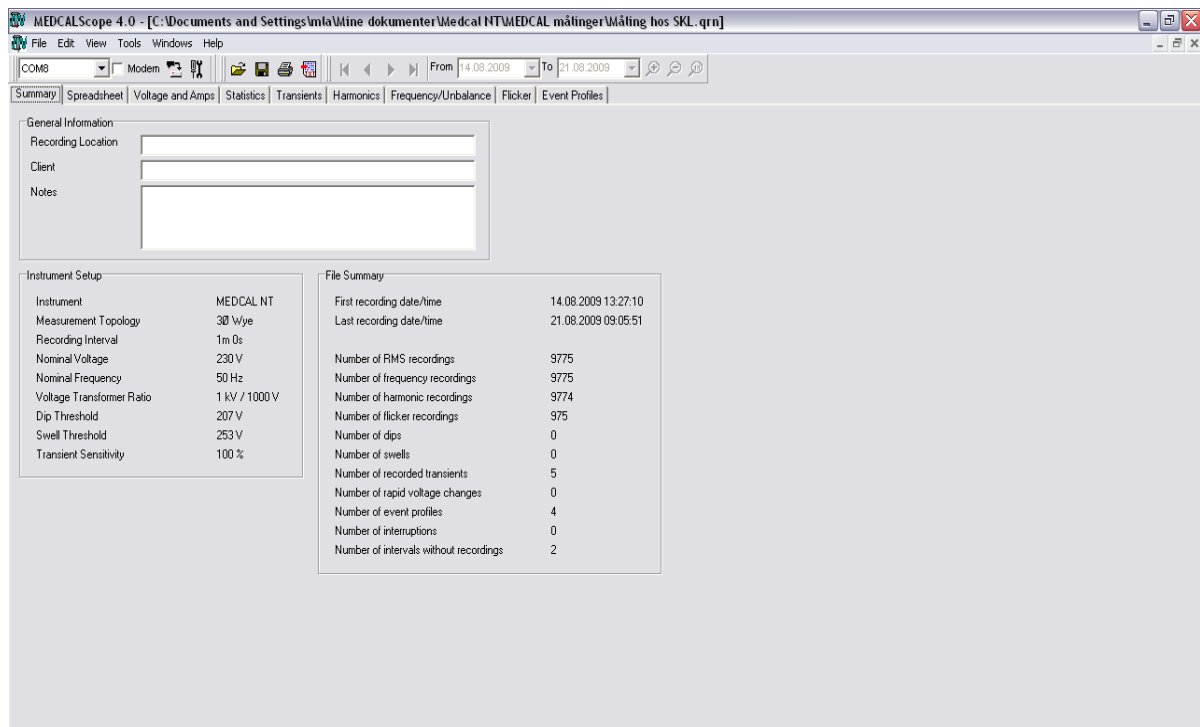 MEDCALScope 4.0 - [C:\Documents and Settings\mla\Mine dokumenter\Medcal NT\MEDCAL målinger\Måling hos SKL.qrn]
File Edit View Tools Windows Help
COM8 Modem From 14.08.2009 To 21.08.2009
Summary Spreadsheet Voltage and Amps Statistics Transients Harmonics Frequency/Unbalance Flicker Event Profiles
General Information
Recording Location
Client
Notes
Instrument Setup
Instrument MEDCAL NT
Measurement Topology 3Ø Wye
Recording Interval 1m 0s
Nominal Voltage 230 V
Nominal Frequency 50 Hz
Voltage Transformer Ratio 1 kV / 1000 V
Dip Threshold 207 V
Swell Threshold 253 V
Transient Sensitivity 100 %
File Summary
First recording date/time 14.08.2009 13:27:10
Last recording date/time 21.08.2009 09:05:51
Number of RMS recordings 9775
Number of frequency recordings 9775
Number of harmonic recordings 9774
Number of flicker recordings 975
Number of dips 0
Number of swells 0
Number of recorded transients 5
Number of rapid voltage changes 0
Number of event profiles 4
Number of interruptions 0
Number of intervals without recordings 2